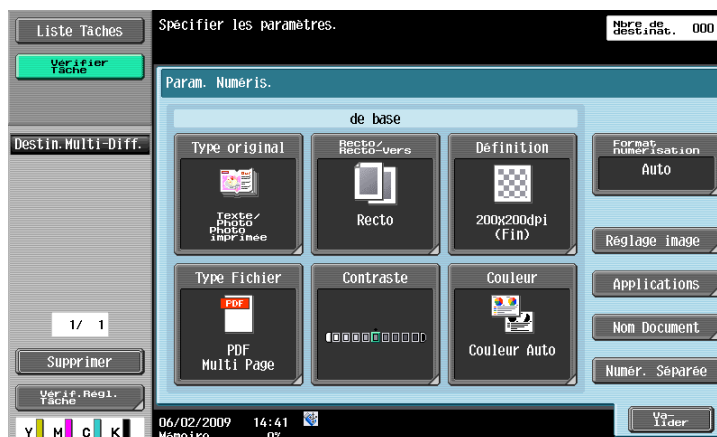 Liste Tâches
Spécifier les paramètres.
Nbre de
destinat. 000
Vérifier
Tâche
Param. Numéris.
de base
Destin.Multi-Diff.
Type original
Recto/
Recto-Vers
Définition
Format
numérisation
Auto
Texte/
Photo
Photo
imprimée
Recto
200x200dpi
(Fin)
Réglage image
Type Fichier
Contraste
Couleur
Applications
PDF
1/ 1
Nom Document
PDF
Multi Page
Couleur Auto
Supprimer
Numér. Séparée
Vérif.Régl.
Tâche
Va-
lider
06/02/2009 14:41
Y M C K
Mémoire 0%